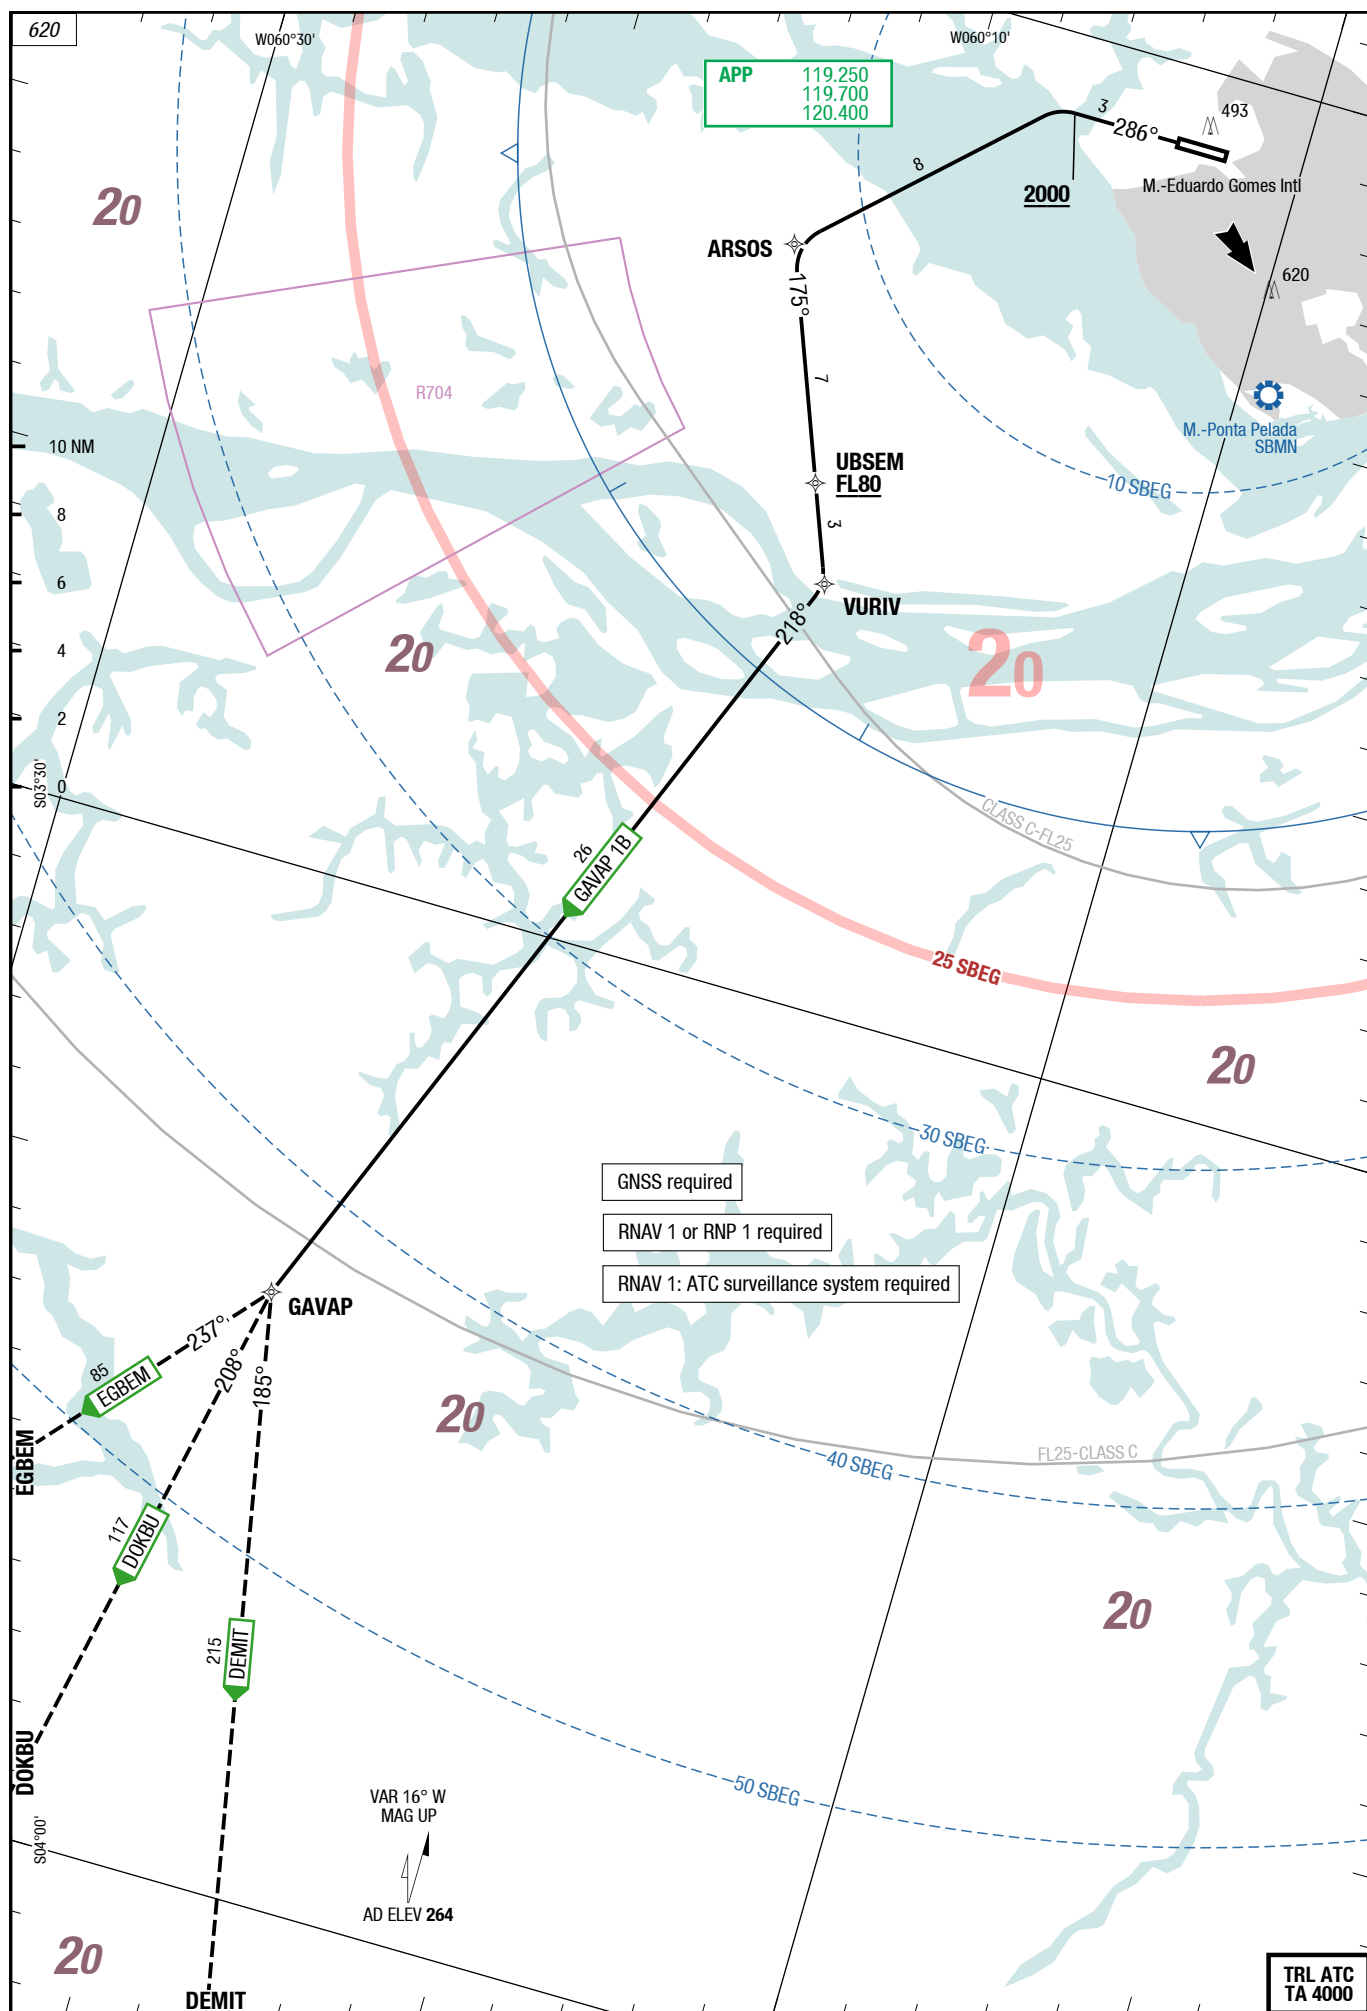 620
W060°30'
W060°10'
APP 119.250
119.700
120.400
3
286°
493
M.-Eduardo Gomes Intl
2000
8
20
ARSOS
175°
620
7
R704
M.-Ponta Pelada
SBMN
10 NM
8
6
4
2
0
UBSEM
FL80
10 SBEG
3
VURIV
218°
20
20
S03°30'
CLASS C-FL25
26
GAVAP 1B
25 SBEG
20
30 SBEG
GNSS required
RNAV 1 or RNP 1 required
RNAV 1: ATC surveillance system required
GAVAP
237°
208°
185°
85
EGBEM
EGBEM
20
40 SBEG
FL25-CLASS C
117
DOKBU
215
DEMIT
20
DOKBU
50 SBEG
VAR 16° W
MAG UP
S04°00'
AD ELEV 264
20
DEMIT
TRL ATC
TA 4000